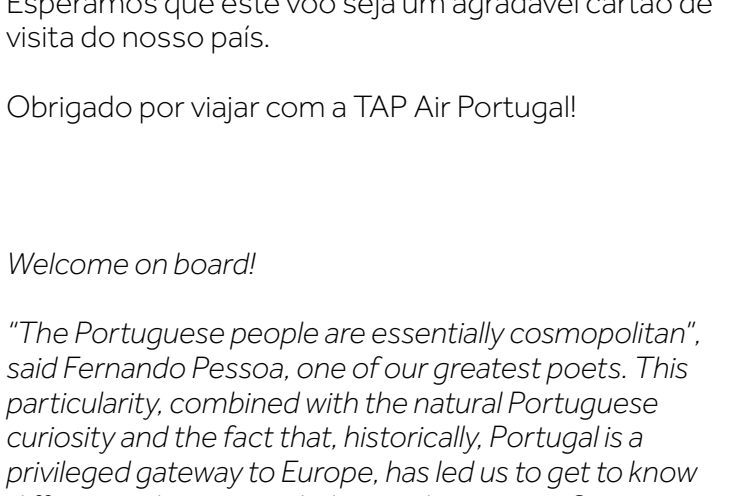 Esperamos que este voo seja um agradável cartão de
visita do nosso país.
Obrigado por viajar com a TAP Air Portugal!
Welcome on board!
"The Portuguese people are essentially cosmopolitan",
said Fernando Pessoa, one of our greatest poets. This
particularity, combined with the natural Portuguese
curiosity and the fact that, historically, Portugal is a
privileged gateway to Europe, has led us to get to know